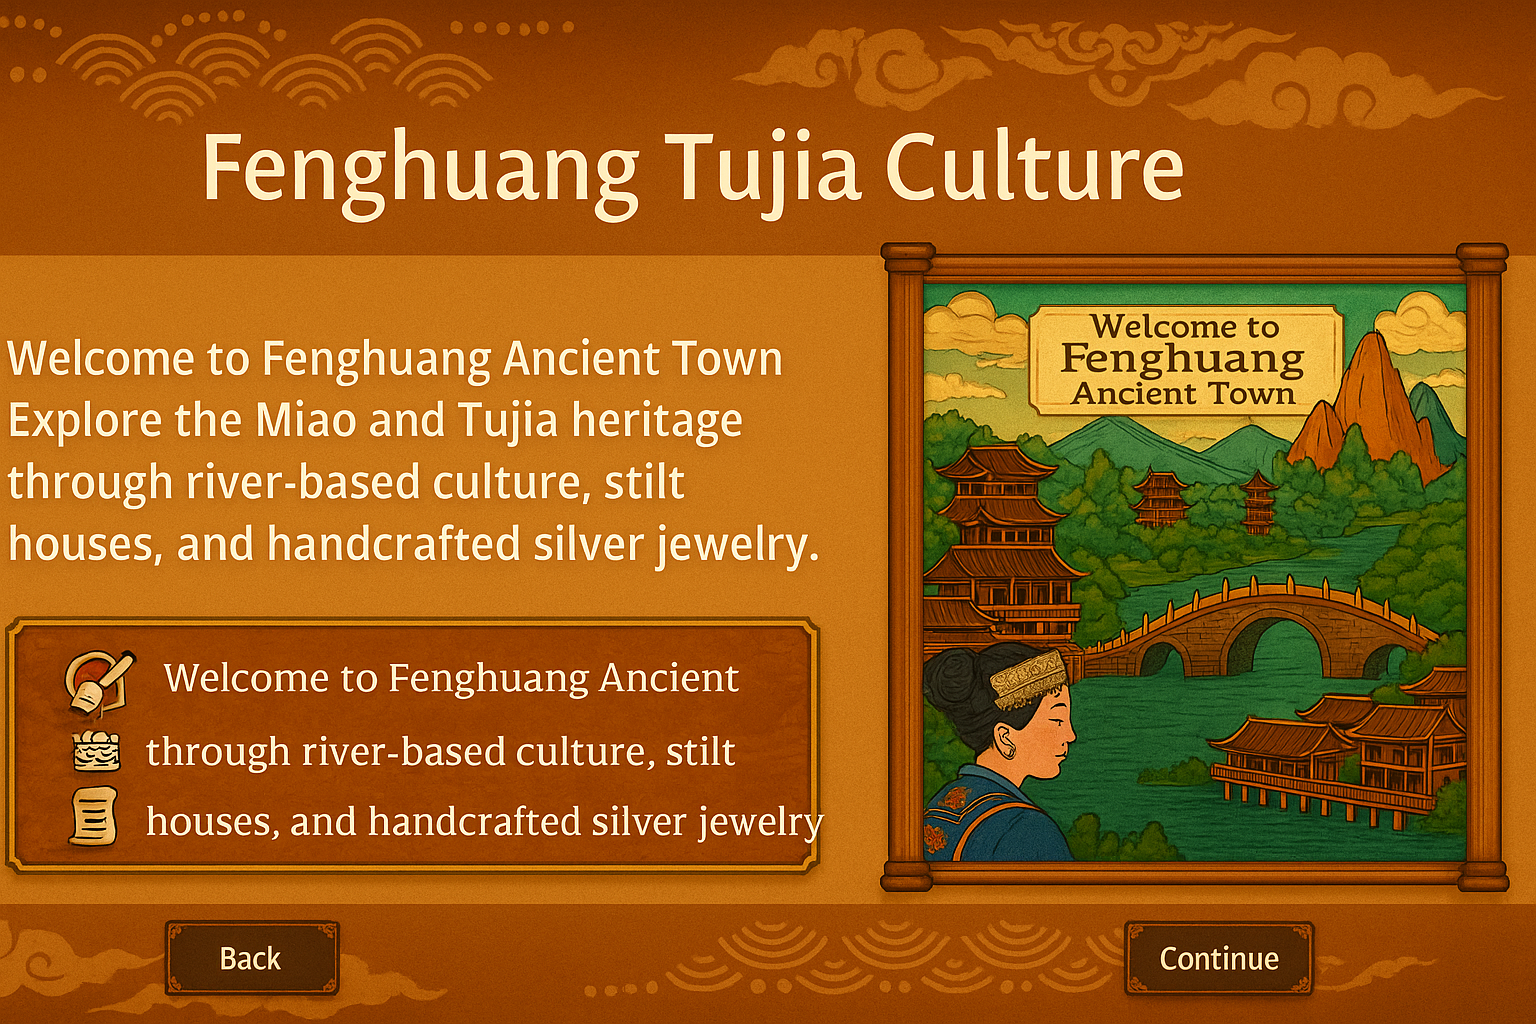 Fenghuang Tujia Culture
Welcome to Fenghuang Ancient Town
Explore the Miao and Tujia heritage
through river-based culture, stilt
houses, and handcrafted silver jewelry.
Welcome to Fenghuang Ancient
through river-based culture, stilt
houses, and handcrafted silver jewelry
Welcome to
Fenghuang
Ancient Town
Back
Continue